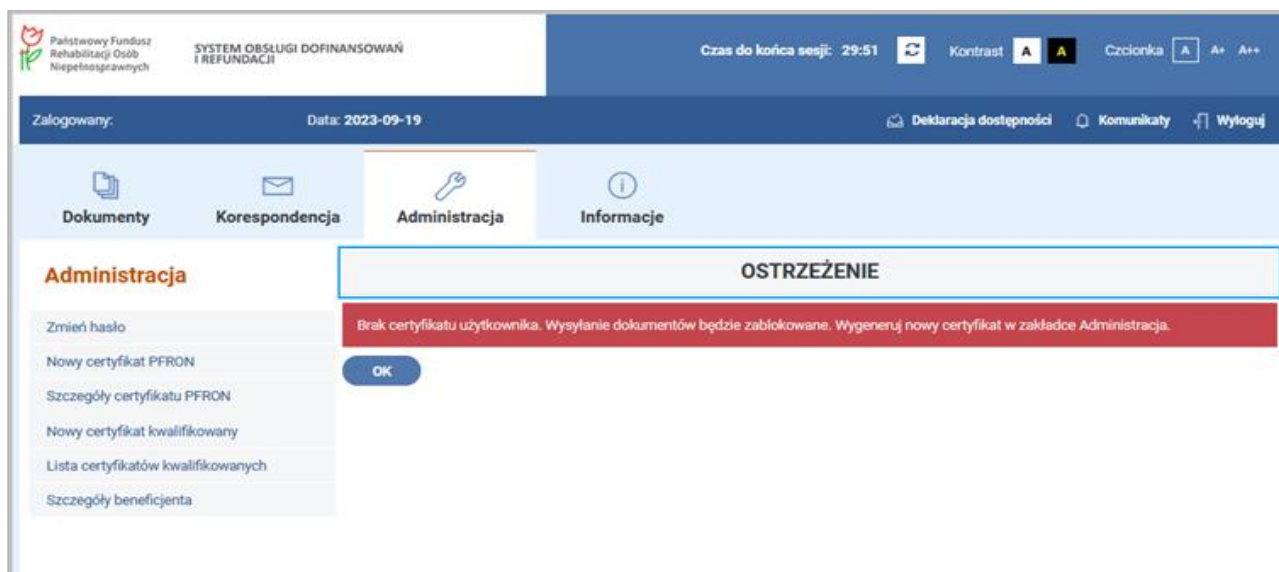 Państwowy Fundusz
Rehabilitacji Osób
Niepełnosprawnych
SYSTEM OBSŁUGI DOFINANSOWAŃ
I REFUNDACJI
Czas do końca sesji: 29:51 Kontrast A A Czcionka A A+ A++
Zalogowany: Data: 2023-09-19 Deklaracja dostępności Komunikaty Wyloguj
Dokumenty Korespondencja Administracja Informacje
Administracja
OSTRZEŻENIE
Zmień hasło
Brak certyfikatu użytkownika. Wysyłanie dokumentów będzie zablokowane. Wygeneruj nowy certyfikat w zakładce Administracja.
Nowy certyfikat PFRON
OK
Szczegóły certyfikatu PFRON
Nowy certyfikat kwalifikowany
Lista certyfikatów kwalifikowanych
Szczegóły beneficjenta